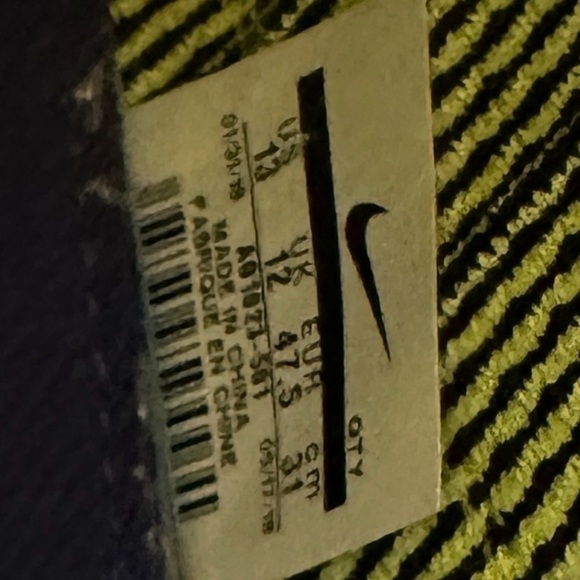 QTY
US UK EUR cm
13 12 47.5 31
MADE IN CHINA
FABRIQUE EN CHINE